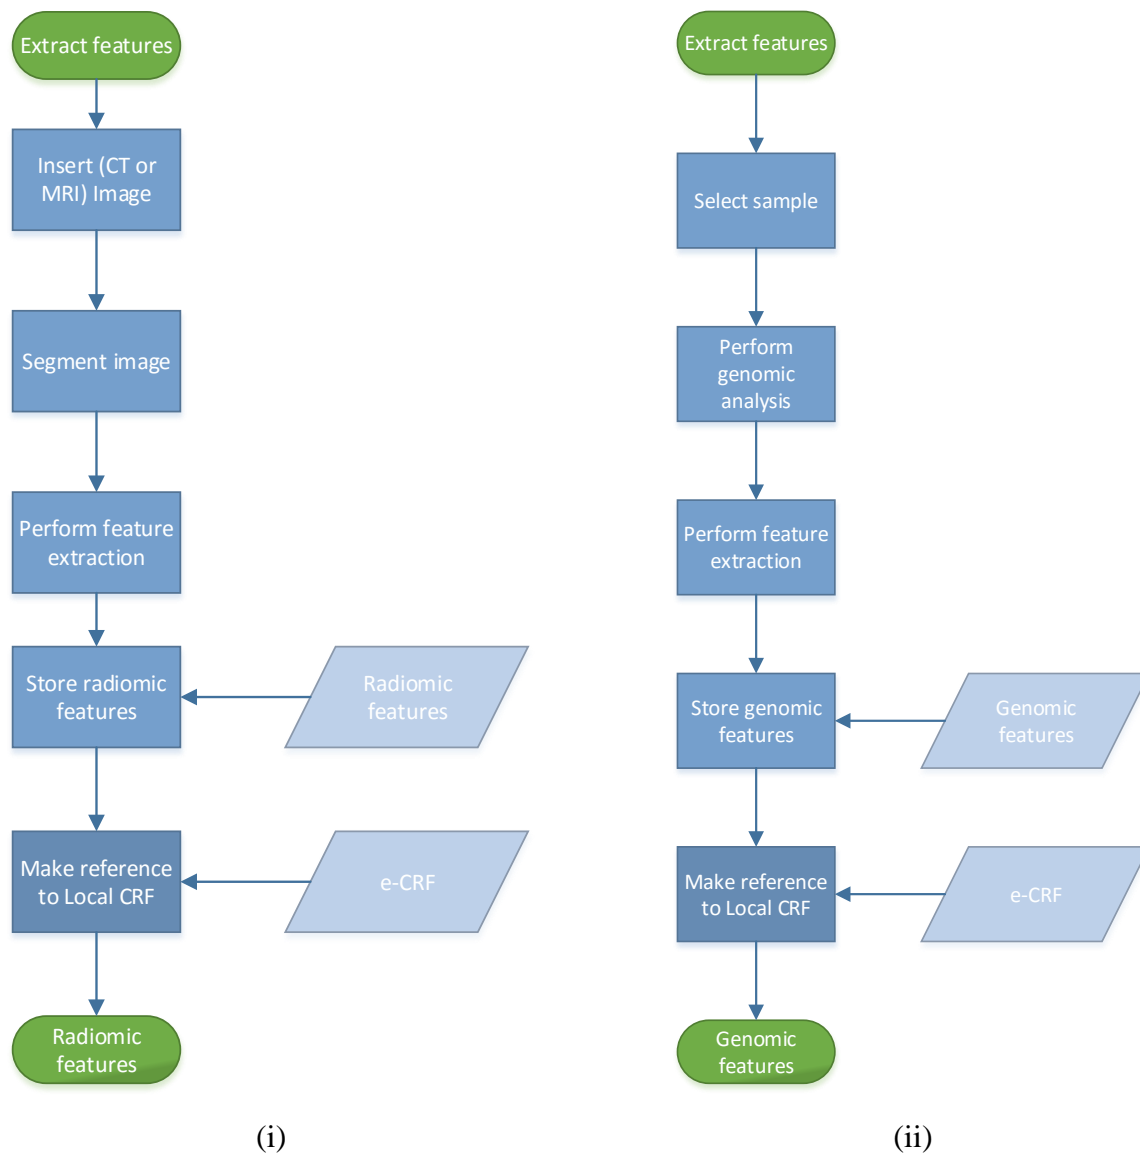 Extract features
Insert (CT or
MRI) Image
Segment image
Perform feature
extraction
Store radiomic
features
Radiomic
features
Make reference
to Local CRF
e-CRF
Radiomic
features
(i)
Extract features
Select sample
Perform
genomic
analysis
Perform feature
extraction
Store genomic
features
Genomic
features
Make reference
to Local CRF
e-CRF
Genomic
features
(ii)